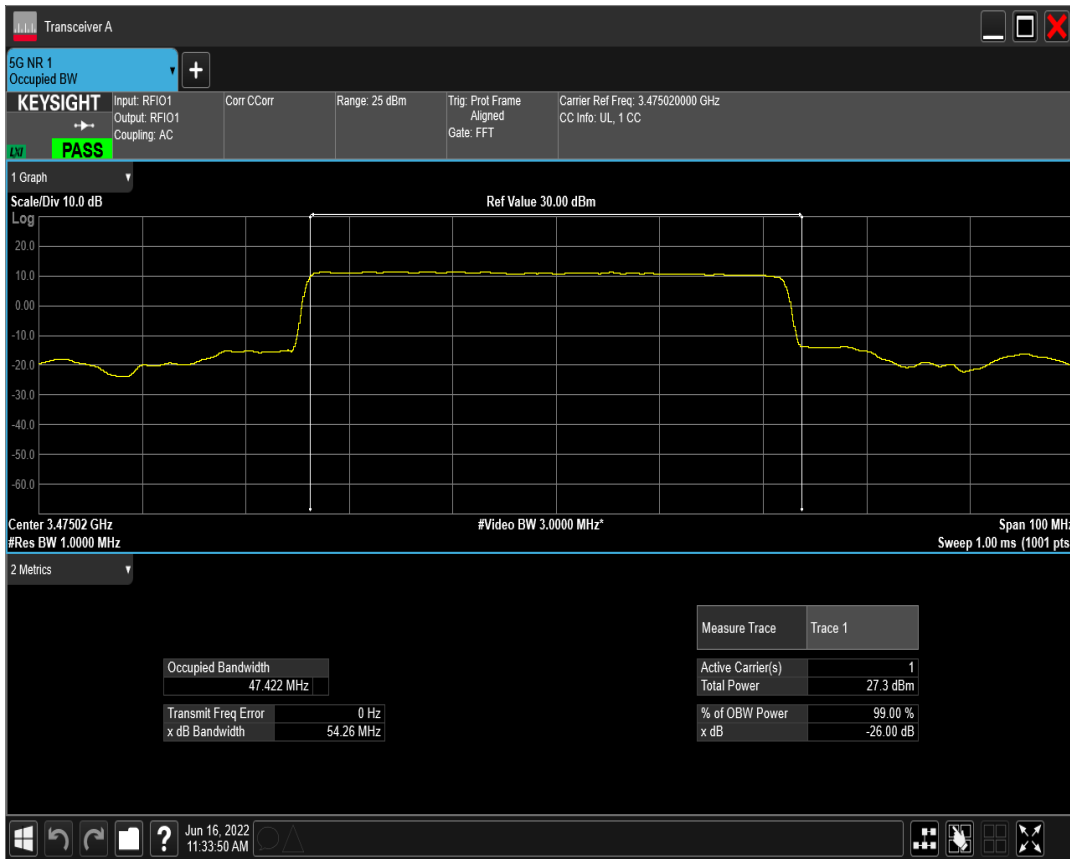 Transceiver A
5G NR 1
Occupied BW
+
KEYSIGHT
LXI
PASS
Input: RFIO1
Output: RFIO1
Coupling: AC
Corr CCorr
Range: 25 dBm
Trig: Prot Frame
Aligned
Gate: FFT
Carrier Ref Freq: 3.475020000 GHz
CC Info: UL, 1 CC
1 Graph
Scale/Div 10.0 dB
Ref Value 30.00 dBm
Log
20.0
10.0
0.00
-10.0
-20.0
-30.0
-40.0
-50.0
-60.0
Center 3.47502 GHz
#Video BW 3.0000 MHz*
Span 100 MHz
#Res BW 1.0000 MHz
Sweep 1.00 ms (1001 pts
2 Metrics
Measure Trace Trace 1
Occupied Bandwidth
47.422 MHz
Active Carrier(s) 1
Total Power 27.3 dBm
Transmit Freq Error 0 Hz
x dB Bandwidth 54.26 MHz
% of OBW Power 99.00 %
x dB -26.00 dB
?
Jun 16, 2022
11:33:50 AM